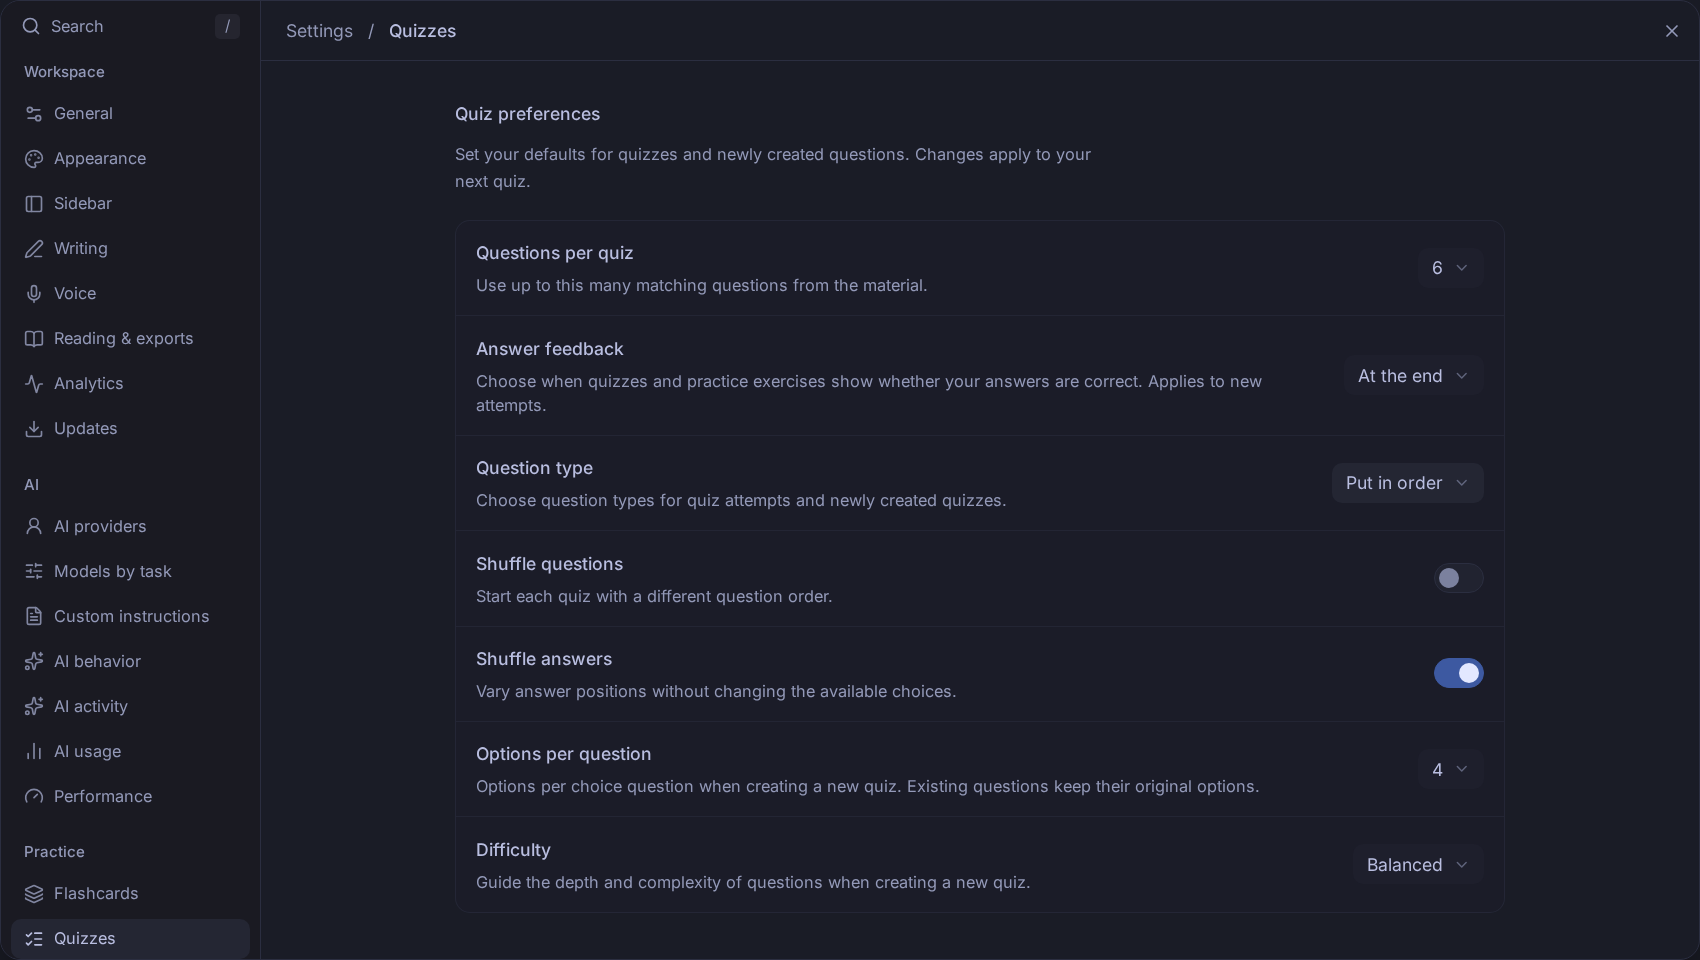 Search
/
Workspace
General
Appearance
Sidebar
Writing
Voice
Reading & exports
Analytics
Updates
AI
AI providers
Models by task
Custom instructions
AI behavior
AI activity
AI usage
Performance
Practice
Flashcards
Quizzes
Settings / Quizzes
Quiz preferences
Set your defaults for quizzes and newly created questions. Changes apply to your
next quiz.
Questions per quiz
Use up to this many matching questions from the material.
6
Answer feedback
Choose when quizzes and practice exercises show whether your answers are correct. Applies to new
attempts.
At the end
Question type
Choose question types for quiz attempts and newly created quizzes.
Put in order
Shuffle questions
Start each quiz with a different question order.
Shuffle answers
Vary answer positions without changing the available choices.
Options per question
Options per choice question when creating a new quiz. Existing questions keep their original options.
4
Difficulty
Guide the depth and complexity of questions when creating a new quiz.
Balanced